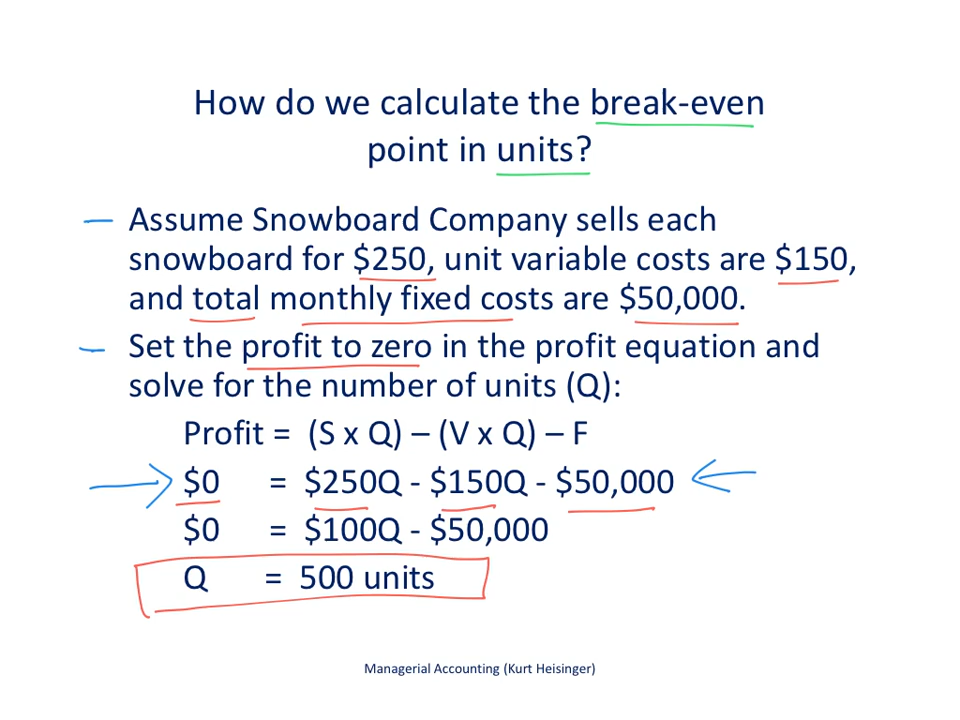 How do we calculate the break-even
point in units?
Assume Snowboard Company sells each
snowboard for $250, unit variable costs are $150,
and total monthly fixed costs are $50,000.
Set the profit to zero in the profit equation and
solve for the number of units (Q):
Profit = (S x Q) – (V x Q) – F
$0 = $250Q - $150Q - $50,000
$0 = $100Q - $50,000
Q = 500 units
Managerial Accounting (Kurt Heisinger)